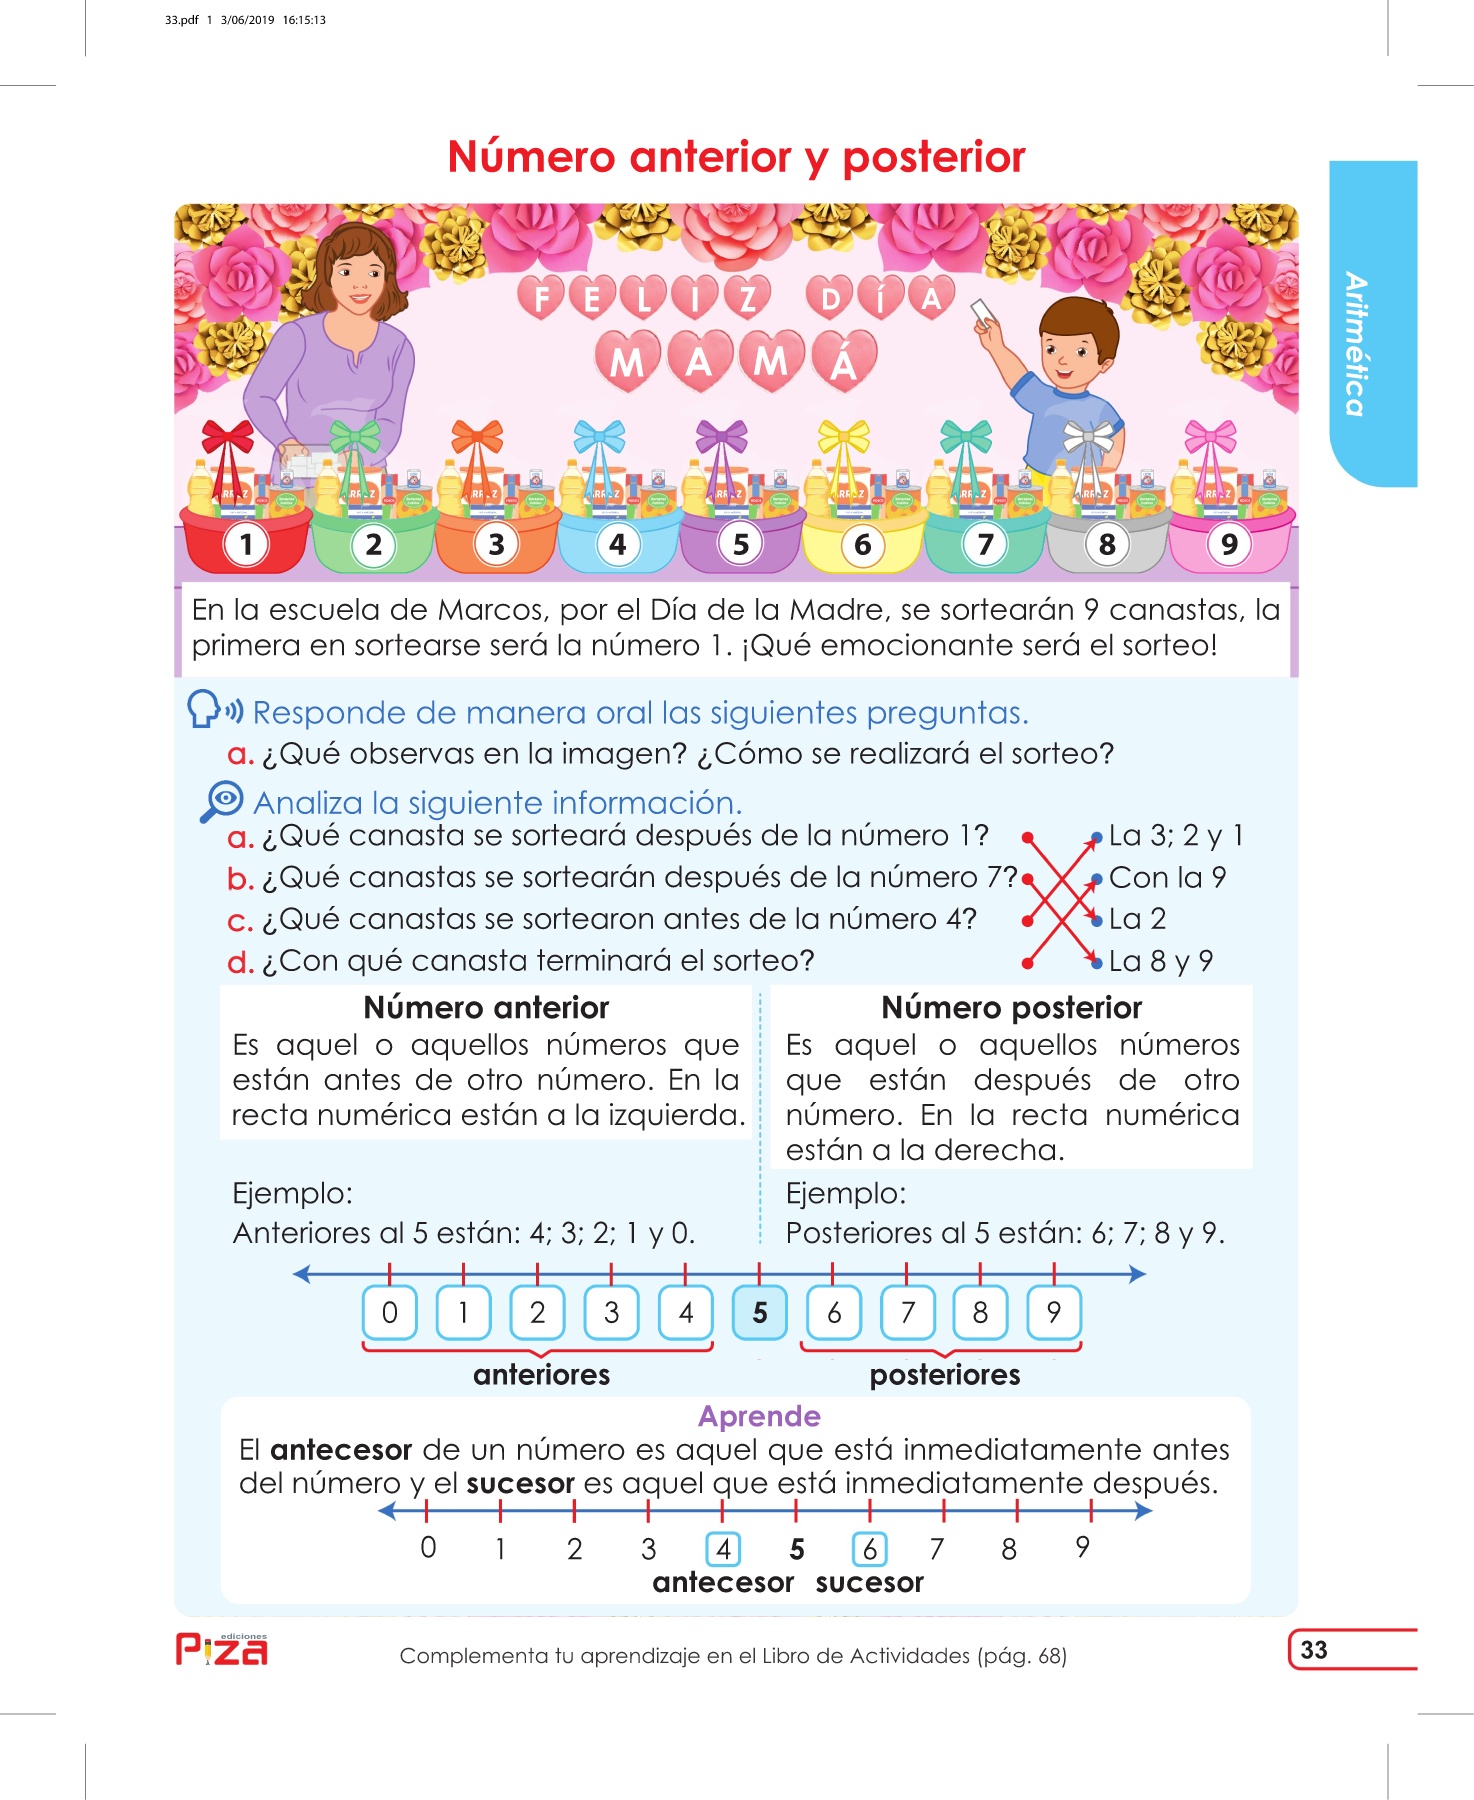 33.pdf 1 3/06/2019 16:15:13
Número anterior y posterior
Aritmética
FELIZ DÍA
MAMÁ
ARROZ ARROZ ARROZ ARROZ ARROZ ARROZ ARROZ ARROZ ARROZ
1 2 3 4 5 6 7 8 9
En la escuela de Marcos, por el Día de la Madre, se sortearán 9 canastas, la
primera en sortearse será la número 1. ¡Qué emocionante será el sorteo!
Responde de manera oral las siguientes preguntas.
a. ¿Qué observas en la imagen? ¿Cómo se realizará el sorteo?
Analiza la siguiente información.
a. ¿Qué canasta se sorteará después de la número 1? La 3; 2 y 1
b. ¿Qué canastas se sortearán después de la número 7? Con la 9
c. ¿Qué canastas se sortearon antes de la número 4? La 2
d. ¿Con qué canasta terminará el sorteo? La 8 y 9
Número anterior
Es aquel o aquellos números que
están antes de otro número. En la
recta numérica están a la izquierda.
Ejemplo:
Anteriores al 5 están: 4; 3; 2; 1 y 0.
Número posterior
Es aquel o aquellos números
que están después de otro
número. En la recta numérica
están a la derecha.
Ejemplo:
Posteriores al 5 están: 6; 7; 8 y 9.
0 1 2 3 4 5 6 7 8 9
anteriores posteriores
Aprende
El antecesor de un número es aquel que está inmediatamente antes
del número y el sucesor es aquel que está inmediatamente después.
0 1 2 3 4 5 6 7 8 9
antecesor sucesor
ediciones
Piza
Complementa tu aprendizaje en el Libro de Actividades (pág. 68)
33